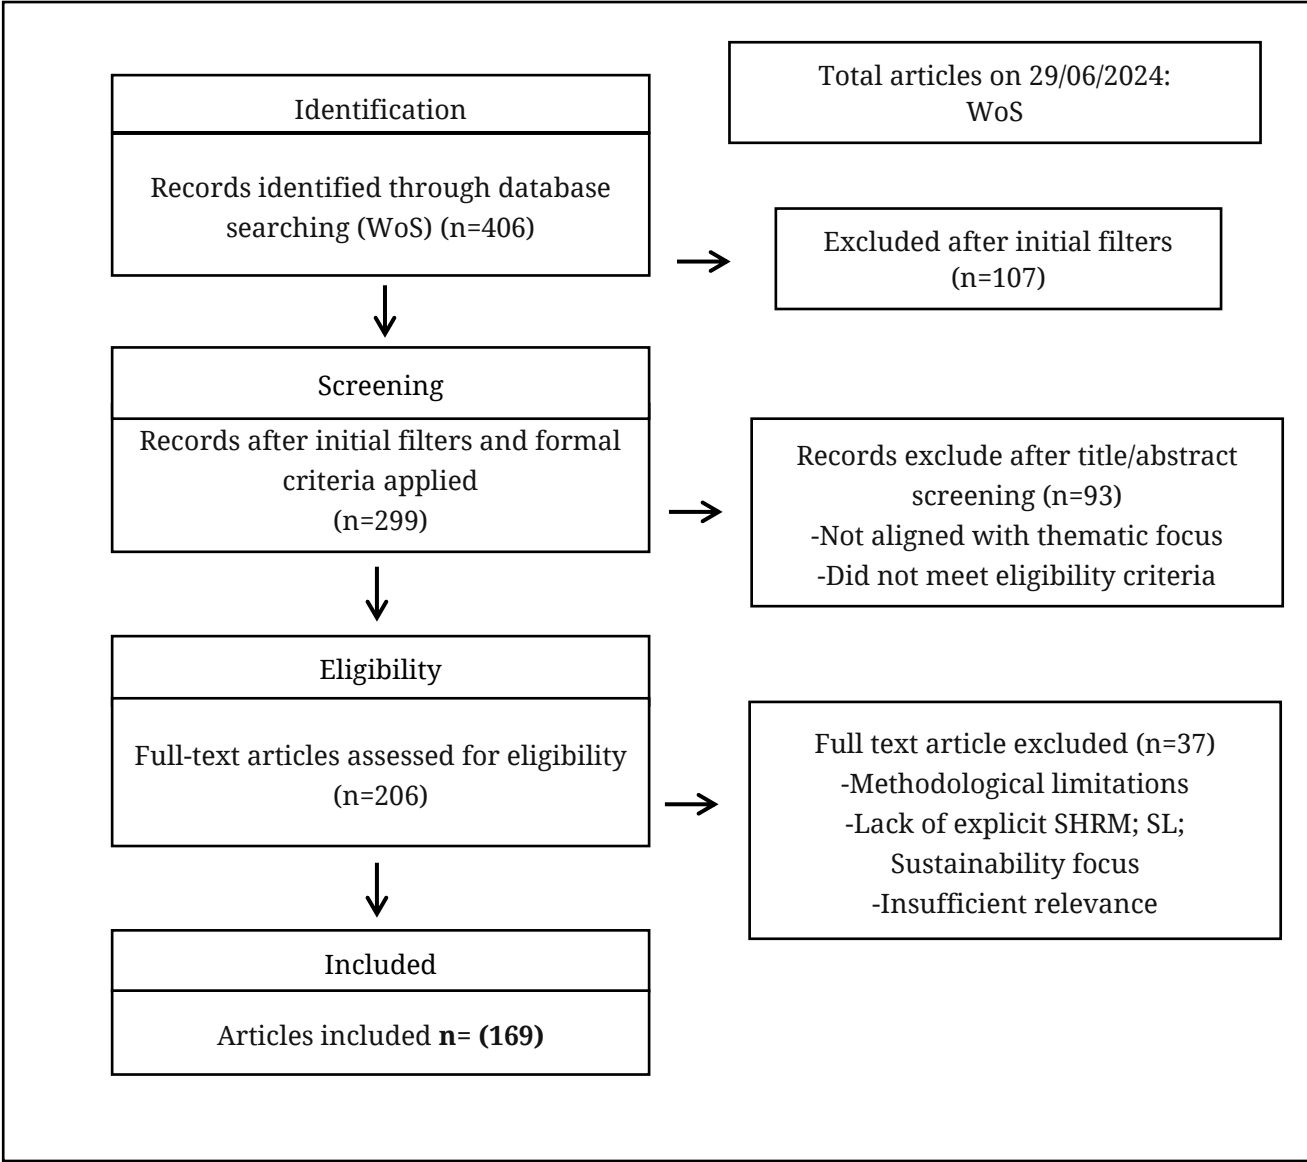 Total articles on 29/06/2024:
WoS
Identification
Records identified through database
searching (WoS) (n=406)
Excluded after initial filters
(n=107)
Screening
Records after initial filters and formal
criteria applied
(n=299)
Records exclude after title/abstract
screening (n=93)
-Not aligned with thematic focus
-Did not meet eligibility criteria
Eligibility
Full-text articles assessed for eligibility
(n=206)
Full text article excluded (n=37)
-Methodological limitations
-Lack of explicit SHRM; SL;
Sustainability focus
-Insufficient relevance
Included
Articles included n= (169)